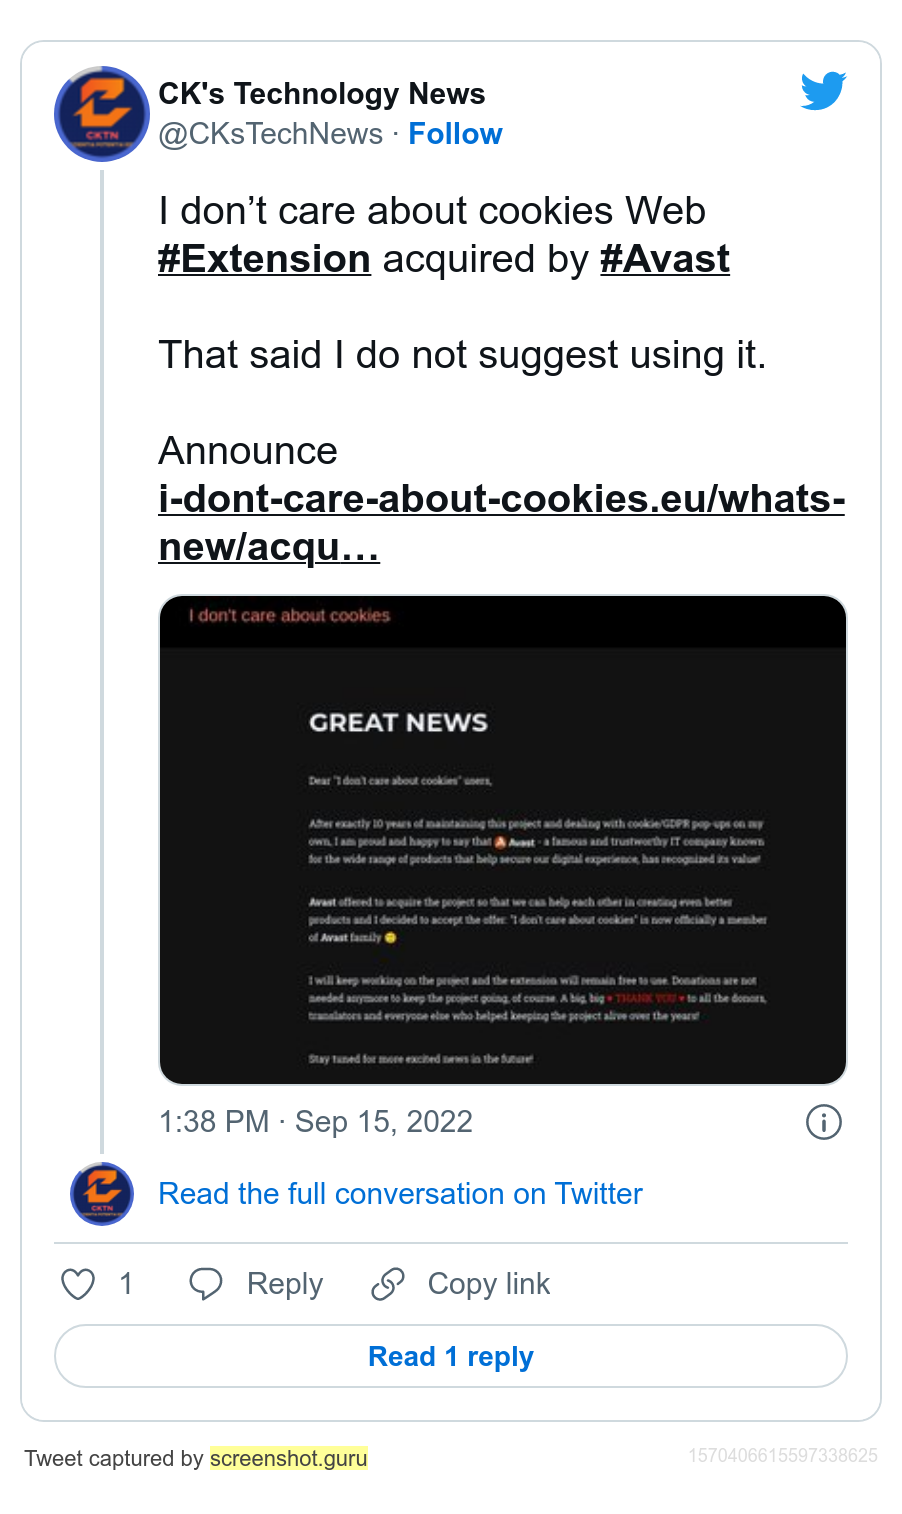 CK's Technology News
@CKsTechNews · Follow
I don’t care about cookies Web
#Extension acquired by #Avast
That said I do not suggest using it.
Announce
i-dont-care-about-cookies.eu/whats-
new/acqu…
I don't care about cookies
GREAT NEWS
Dear "I don't care about cookies" users,
After exactly 10 years of maintaining this project and dealing with cookie/GDPR pop-ups on my
own, I am proud and happy to say that Avast - a famous and trustworthy IT company known
for the wide range of products that help secure our digital experience, has recognized its value!
Avast offered to acquire the project so that we can help each other in creating even better
products and I decided to accept the offer. "I don't care about cookies" is now officially a member
of Avast family 🙂
I will keep working on the project and the extension will remain free to use. Donations are not
needed anymore to keep the project going, of course. A big, big ♥ THANK YOU ♥ to all the donors,
translators and everyone else who helped keeping the project alive over the years!
Stay tuned for more excited news in the future!
1:38 PM · Sep 15, 2022
CKTN
Read the full conversation on Twitter
1 Reply Copy link
Read 1 reply
Tweet captured by screenshot.guru
1570406615597338625